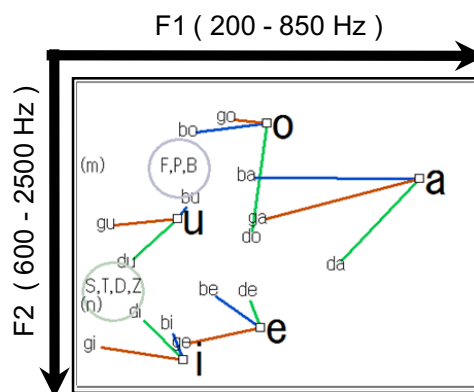 F1 ( 200 - 850 Hz )
F2 ( 600 - 2500 Hz )
go
o
bo
(m)
F,P,B
ba
a
bu
gu
u
ga
do
du
da
S,T,D,Z
(n)
be
de
di
bi
e
gi
ge
i